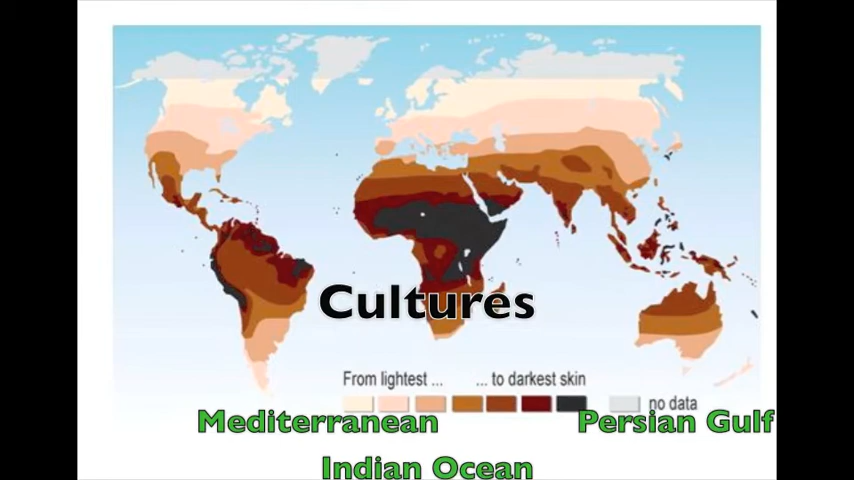 Cultures
From lightest ... ... to darkest skin
no data
Mediterranean
Persian Gulf
Indian Ocean